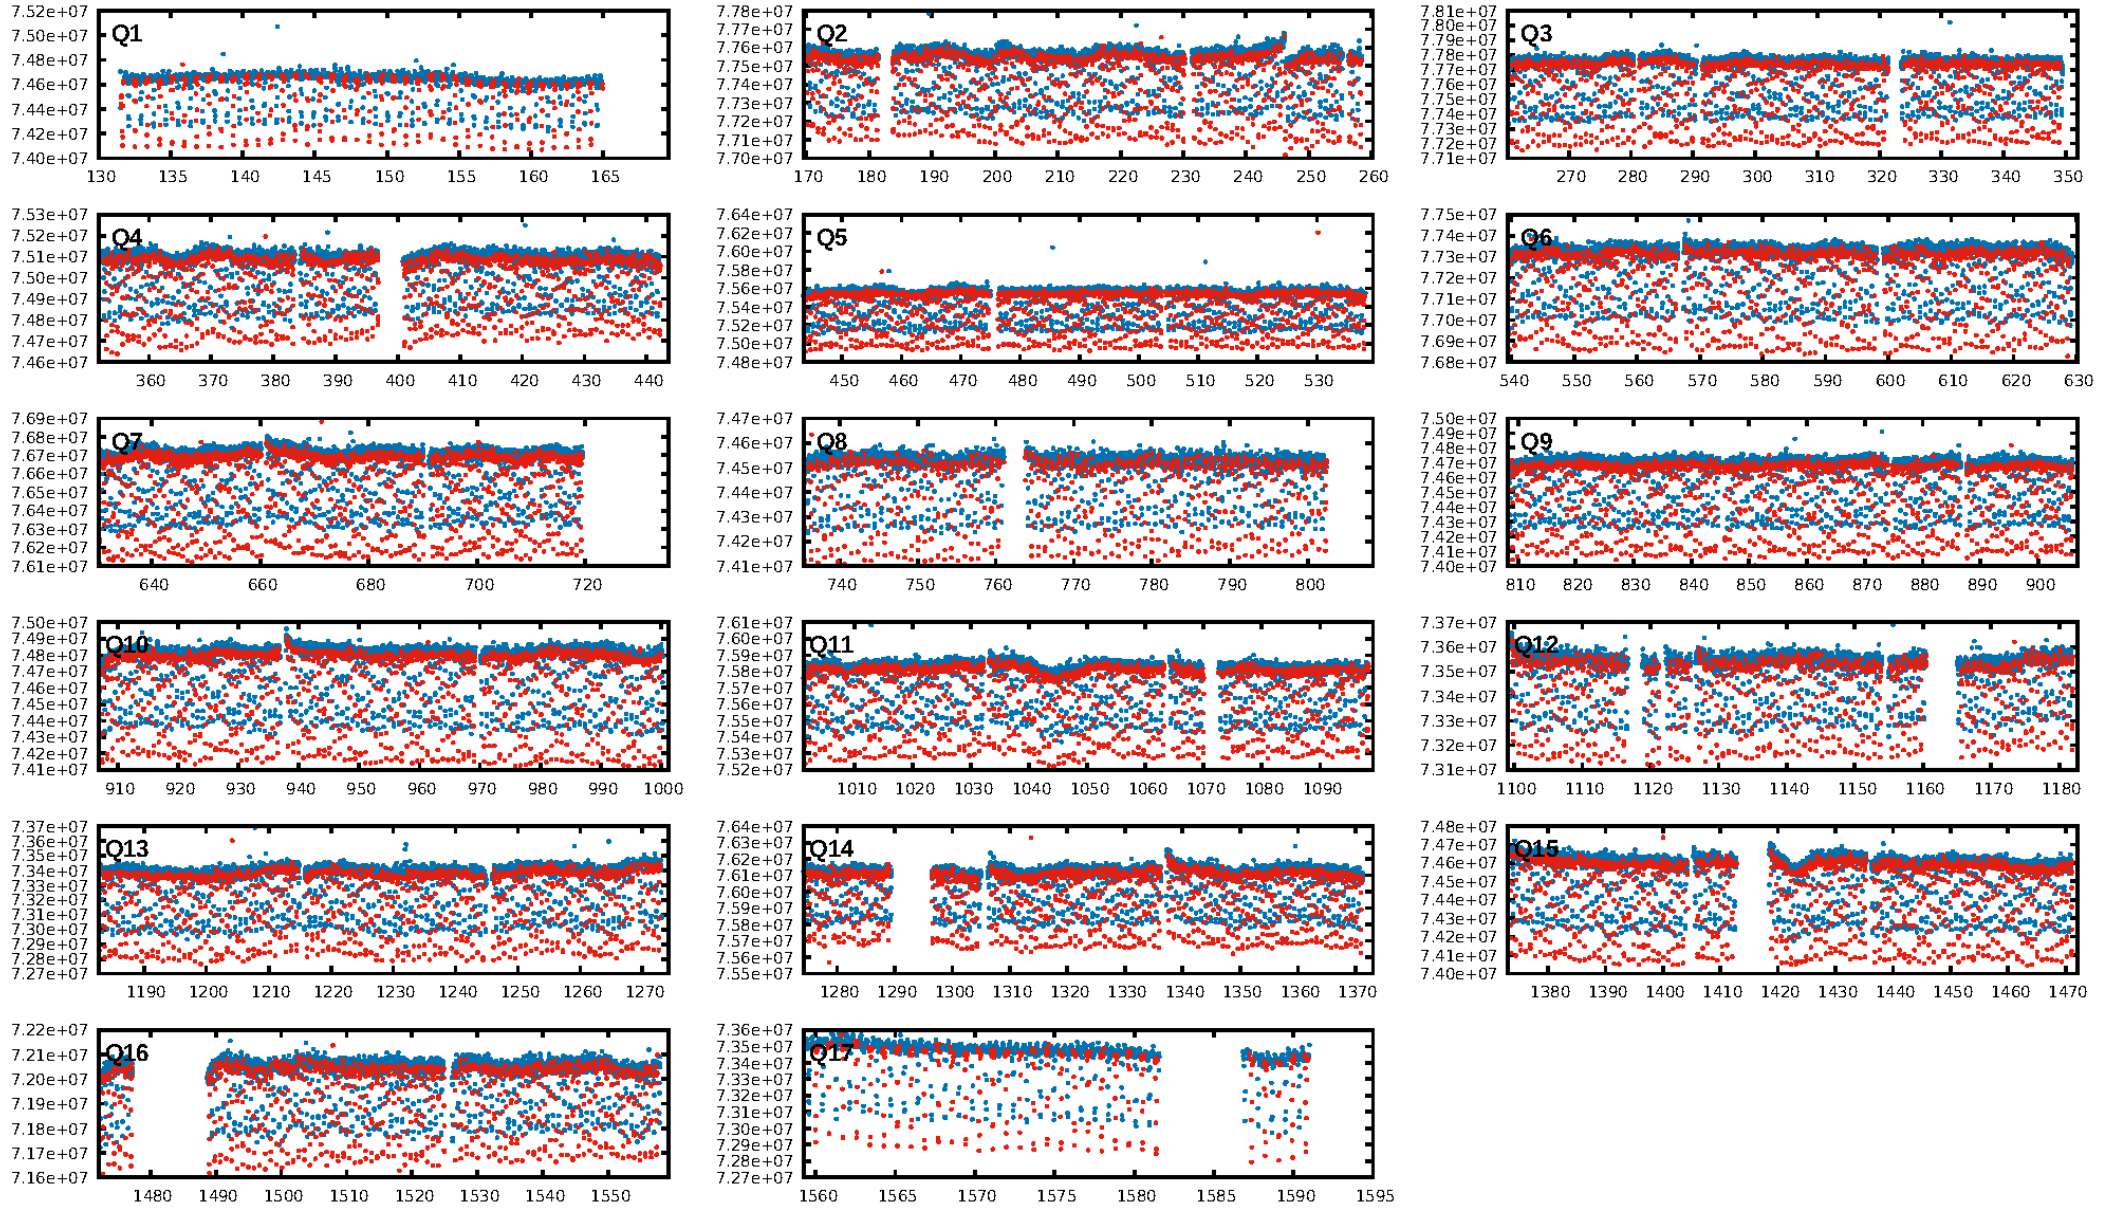 Q1
7.52e+07
7.50e+07
7.48e+07
7.46e+07
7.44e+07
7.42e+07
7.40e+07
130 135 140 145 150 155 160 165
Q2
7.78e+07
7.77e+07
7.76e+07
7.75e+07
7.74e+07
7.73e+07
7.72e+07
7.71e+07
7.70e+07
170 180 190 200 210 220 230 240 250 260
Q3
7.81e+07
7.80e+07
7.79e+07
7.78e+07
7.77e+07
7.76e+07
7.75e+07
7.74e+07
7.73e+07
7.72e+07
7.71e+07
270 280 290 300 310 320 330 340 350
Q4
7.53e+07
7.52e+07
7.51e+07
7.50e+07
7.49e+07
7.48e+07
7.47e+07
7.46e+07
360 370 380 390 400 410 420 430 440
Q5
7.64e+07
7.62e+07
7.60e+07
7.58e+07
7.56e+07
7.54e+07
7.52e+07
7.50e+07
7.48e+07
450 460 470 480 490 500 510 520 530
Q6
7.75e+07
7.74e+07
7.73e+07
7.72e+07
7.71e+07
7.70e+07
7.69e+07
7.68e+07
540 550 560 570 580 590 600 610 620 630
Q7
7.69e+07
7.68e+07
7.67e+07
7.66e+07
7.65e+07
7.64e+07
7.63e+07
7.62e+07
7.61e+07
640 660 680 700 720
Q8
7.47e+07
7.46e+07
7.45e+07
7.44e+07
7.43e+07
7.42e+07
7.41e+07
740 750 760 770 780 790 800
Q9
7.50e+07
7.49e+07
7.48e+07
7.47e+07
7.46e+07
7.45e+07
7.44e+07
7.43e+07
7.42e+07
7.41e+07
7.40e+07
810 820 830 840 850 860 870 880 890 900
Q10
7.50e+07
7.49e+07
7.48e+07
7.47e+07
7.46e+07
7.45e+07
7.44e+07
7.43e+07
7.42e+07
7.41e+07
910 920 930 940 950 960 970 980 990 1000
Q11
7.61e+07
7.60e+07
7.59e+07
7.58e+07
7.57e+07
7.56e+07
7.55e+07
7.54e+07
7.53e+07
7.52e+07
1010 1020 1030 1040 1050 1060 1070 1080 1090
Q12
7.37e+07
7.36e+07
7.35e+07
7.34e+07
7.33e+07
7.32e+07
7.31e+07
1100 1110 1120 1130 1140 1150 1160 1170 1180
Q13
7.37e+07
7.36e+07
7.35e+07
7.34e+07
7.33e+07
7.32e+07
7.31e+07
7.30e+07
7.29e+07
7.28e+07
7.27e+07
1190 1200 1210 1220 1230 1240 1250 1260 1270
Q14
7.64e+07
7.63e+07
7.62e+07
7.61e+07
7.60e+07
7.59e+07
7.58e+07
7.57e+07
7.56e+07
7.55e+07
1280 1290 1300 1310 1320 1330 1340 1350 1360 1370
Q15
7.48e+07
7.47e+07
7.46e+07
7.45e+07
7.44e+07
7.43e+07
7.42e+07
7.41e+07
7.40e+07
1380 1390 1400 1410 1420 1430 1440 1450 1460 1470
Q16
7.22e+07
7.21e+07
7.20e+07
7.19e+07
7.18e+07
7.17e+07
7.16e+07
1480 1490 1500 1510 1520 1530 1540 1550
Q17
7.36e+07
7.35e+07
7.34e+07
7.33e+07
7.32e+07
7.31e+07
7.30e+07
7.29e+07
7.28e+07
7.27e+07
1560 1565 1570 1575 1580 1585 1590 1595